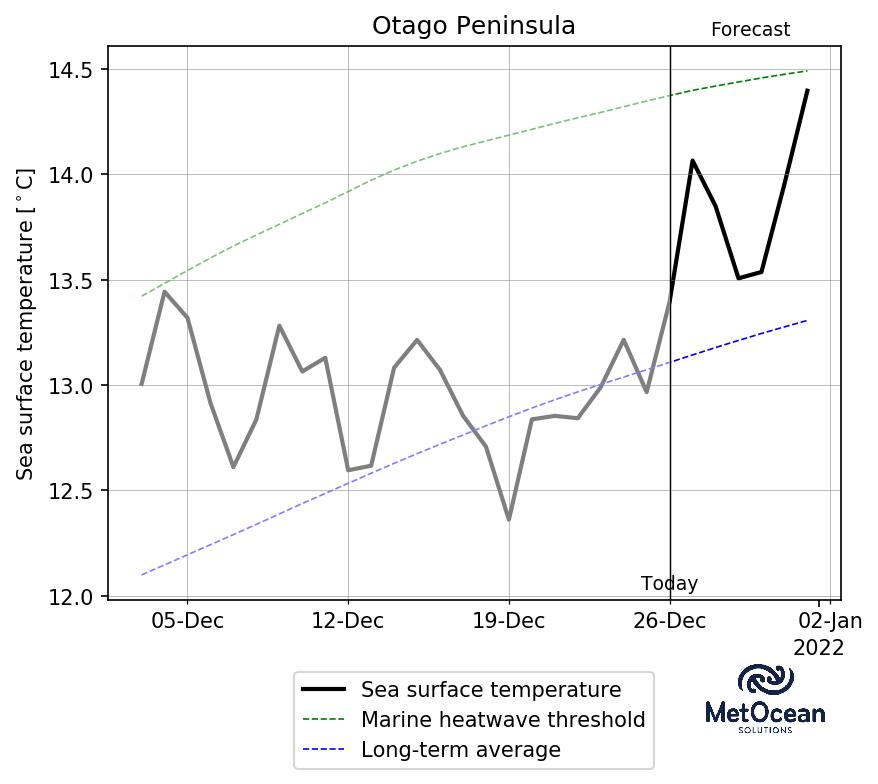 Otago Peninsula
Forecast
Sea surface temperature [°C]
14.5
14.0
13.5
13.0
12.5
12.0
Today
05-Dec
12-Dec
19-Dec
26-Dec
02-Jan
2022
Sea surface temperature
Marine heatwave threshold
Long-term average
MetOcean
SOLUTIONS